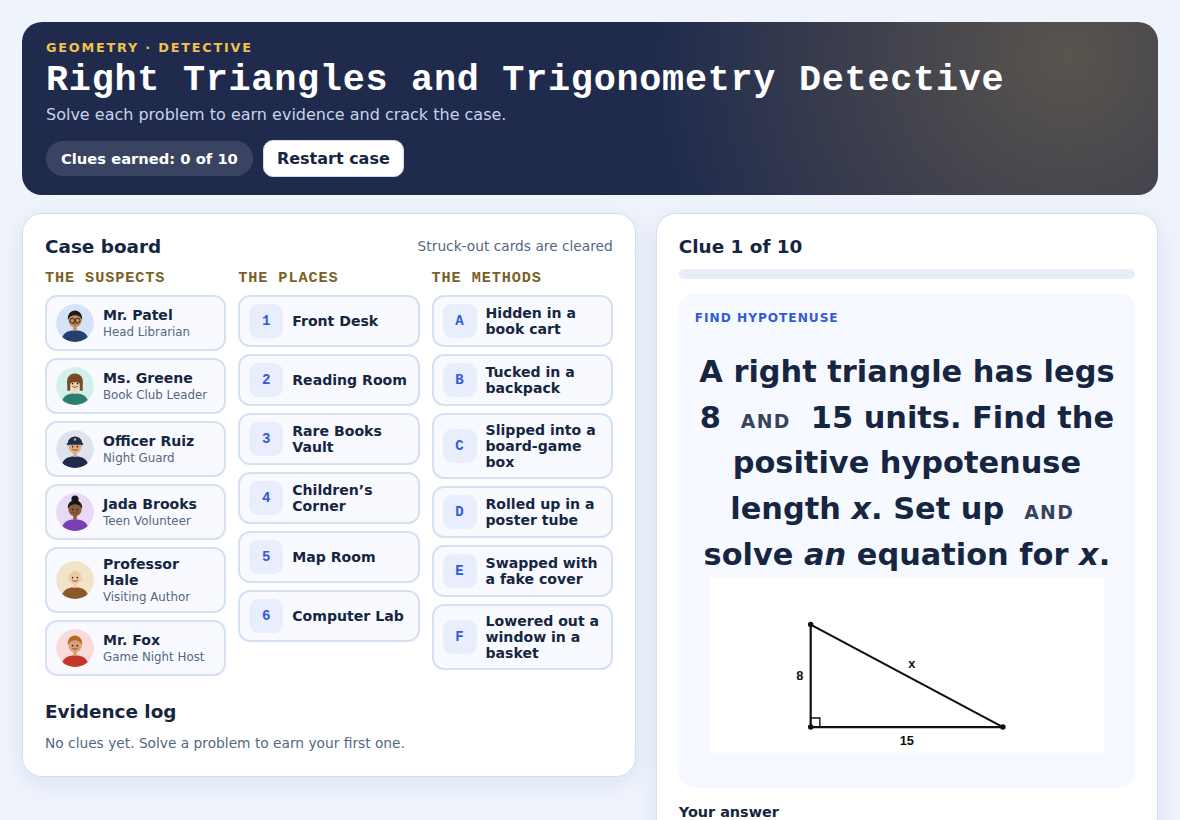 GEOMETRY · DETECTIVE
Right Triangles and Trigonometry Detective
Solve each problem to earn evidence and crack the case.
Clues earned: 0 of 10
Restart case
Case board
Struck-out cards are cleared
THE SUSPECTS
Mr. Patel
Head Librarian
Ms. Greene
Book Club Leader
Officer Ruiz
Night Guard
Jada Brooks
Teen Volunteer
Professor
Hale
Visiting Author
Mr. Fox
Game Night Host
THE PLACES
1 Front Desk
2 Reading Room
3 Rare Books
Vault
4 Children’s
Corner
5 Map Room
6 Computer Lab
THE METHODS
A Hidden in a
book cart
B Tucked in a
backpack
C Slipped into a
board-game
box
D Rolled up in a
poster tube
E Swapped with
a fake cover
F Lowered out a
window in a
basket
Evidence log
No clues yet. Solve a problem to earn your first one.
Clue 1 of 10
FIND HYPOTENUSE
A right triangle has legs
8 AND 15 units. Find the
positive hypotenuse
length x. Set up AND
solve an equation for x.
x
8
15
Your answer